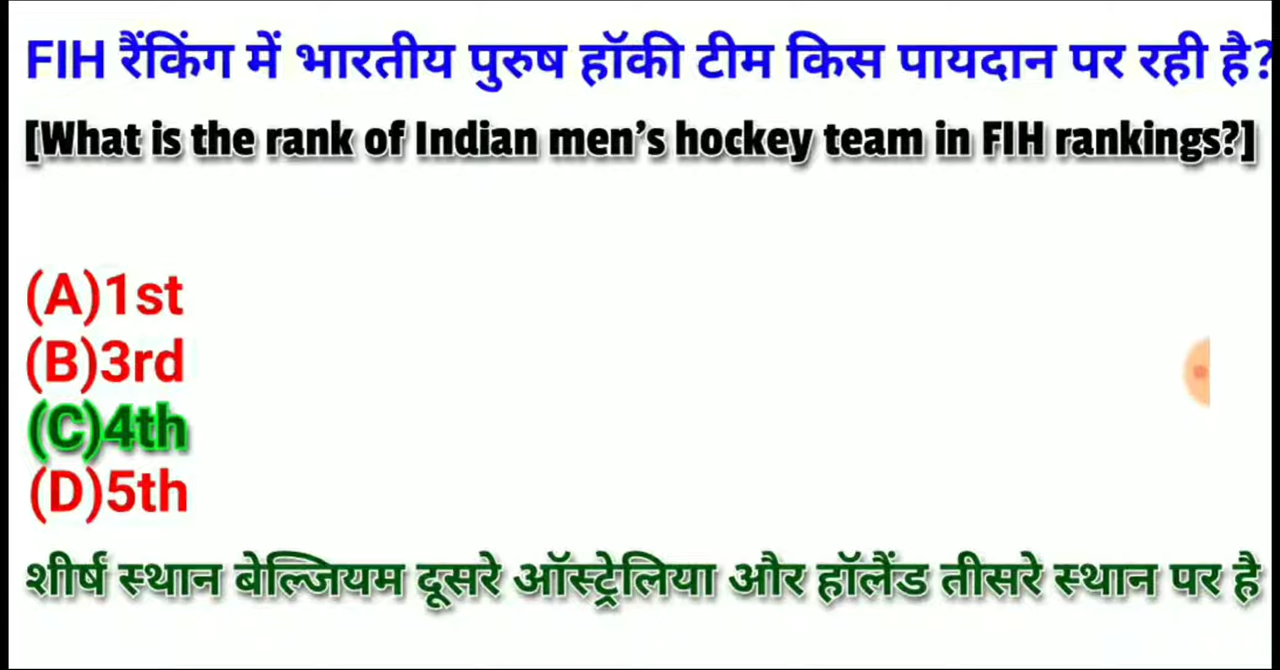 FIH रैंकिंग में भारतीय पुरुष हॉकी टीम किस पायदान पर रही है?
[What is the rank of Indian men’s hockey team in FIH rankings?]
(A)1st
(B)3rd
(C)4th
(D)5th
शीर्ष स्थान बेल्जियम दूसरे ऑस्ट्रेलिया और हॉलैंड तीसरे स्थान पर है